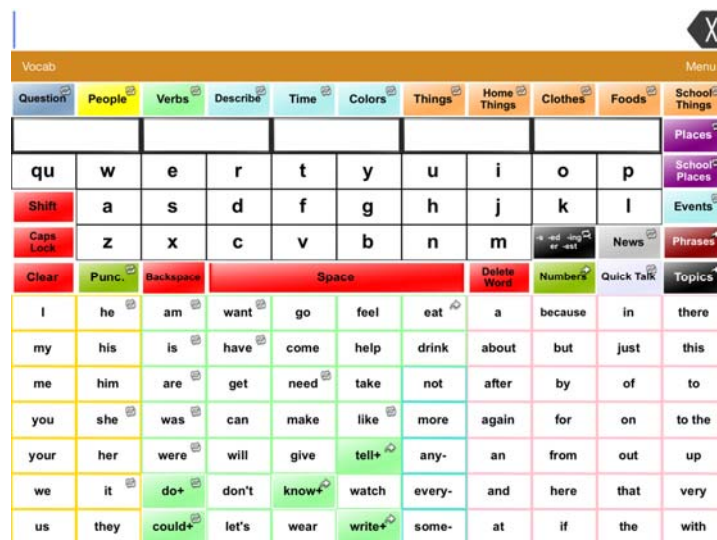 Vocab Menu
Question People Verbs Describe Time Colors Things Home Things Clothes Foods School Things
Places
qu w e r t y u i o p School Places
Shift a s d f g h j k l Events
Caps Lock z x c v b n m -s -ed -ing er -est News Phrases
Clear Punc. Backspace Space Delete Word Numbers Quick Talk Topics
I he am want go feel eat a because in there
my his is have come help drink about but just this
me him are get need take not after by of to
you she was can make like more again for on to the
your her were will give tell+ any- an from out up
we it do+ don't know+ watch every- and here that very
us they could+ let's wear write+ some- at if the with